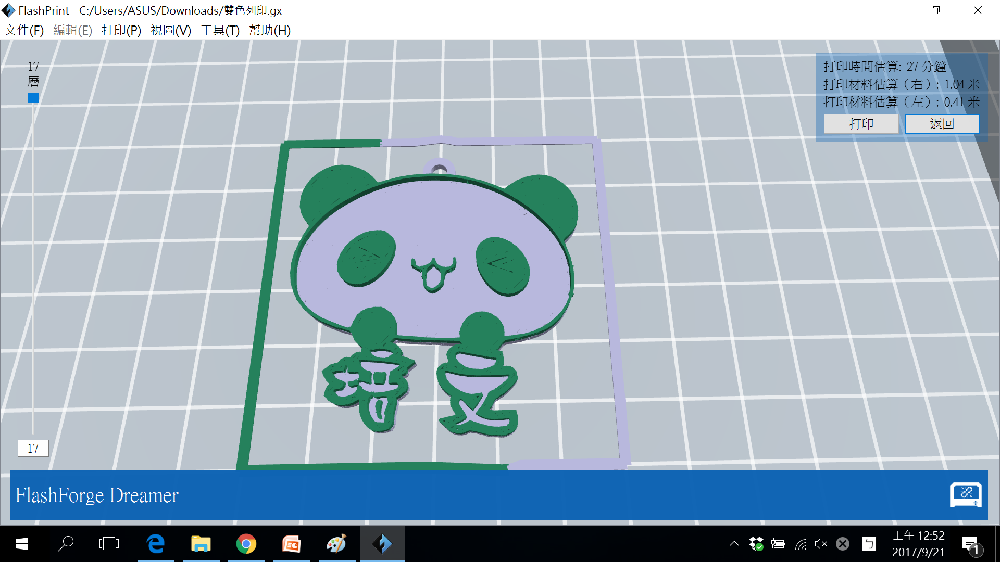 FlashPrint - C:/Users/ASUS/Downloads/雙色列印.gx
文件(F) 編輯(E) 打印(P) 視圖(V) 工具(T) 幫助(H)
17
層
打印時間估算: 27 分鐘
打印材料估算（右）: 1.04 米
打印材料估算（左）: 0.41 米
打印 返回
17
FlashForge Dreamer
上午 12:52
2017/9/21
ㄅ
1